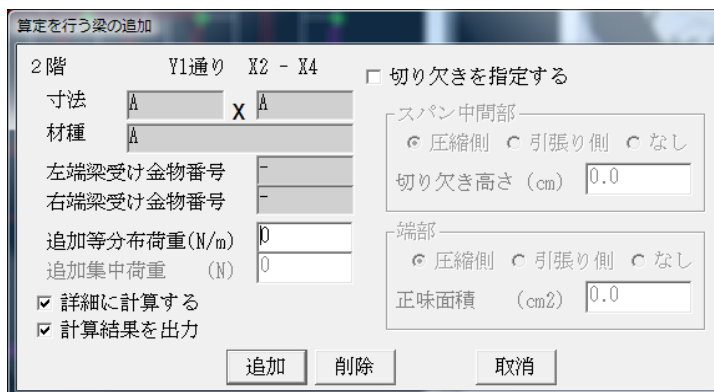 算定を行う梁の追加
2階 Y1通り X2 - X4
寸法 A X A
材種 A
左端梁受け金物番号 -
右端梁受け金物番号 -
追加等分布荷重(N/m) 0
追加集中荷重 (N) 0
詳細に計算する
計算結果を出力
切り欠きを指定する
スパン中間部
圧縮側 引張り側 なし
切り欠き高さ (cm) 0.0
端部
圧縮側 引張り側 なし
正味面積 (cm2) 0.0
追加 削除 取消